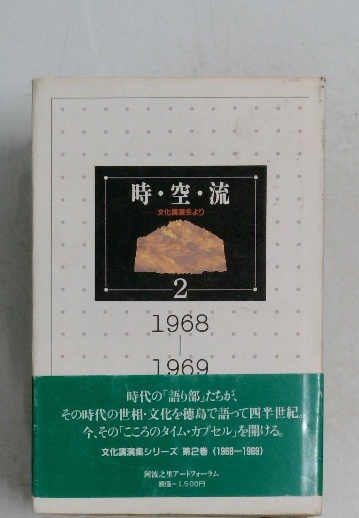 時・空・流
文化講演会より
2
1968
1969
時代の「語り部」たちが、
その時代の世相・文化を徳島で語って四半世紀。
今、その「こころのタイム・カプセル」を開ける。
文化講演集シリーズ 第2巻 (1968—1969)
阿波之里アートフォーラム
頒価−1,500円